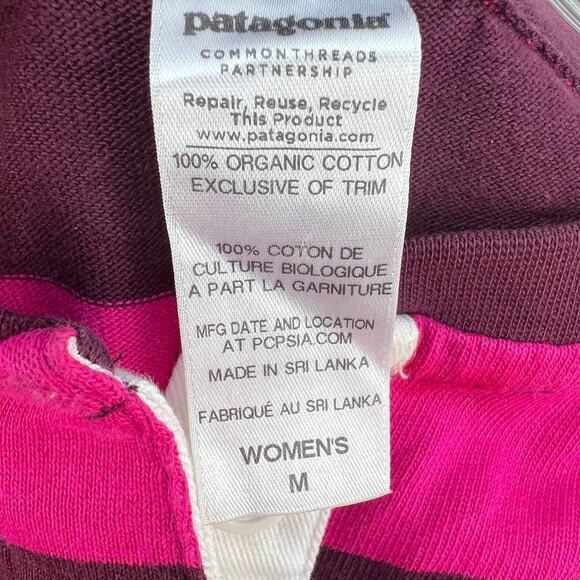 patagonia
COMMON THREADS
PARTNERSHIP
Repair, Reuse, Recycle
This Product
www.patagonia.com
100% ORGANIC COTTON
EXCLUSIVE OF TRIM
100% COTON DE
CULTURE BIOLOGIQUE
A PART LA GARNITURE
MFG DATE AND LOCATION
AT PCPSIA.COM
MADE IN SRI LANKA
FABRIQUÉ AU SRI LANKA
WOMEN'S
M